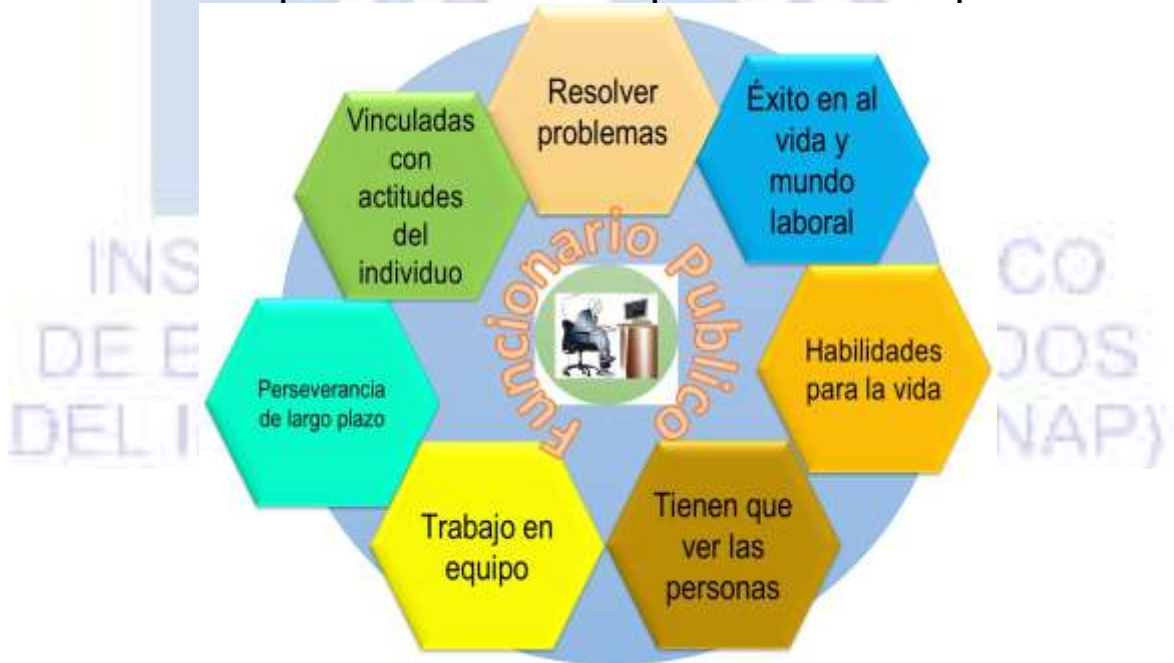 Resolver
problemas
Éxito en al
vida y
mundo
laboral
Habilidades
para la vida
Tienen que
ver las
personas
Trabajo en
equipo
Perseverancia
de largo plazo
Vinculadas
con
actitudes
del
individuo
Funcionario Publico
INS CO
DE E DOS
DEL I NAP)